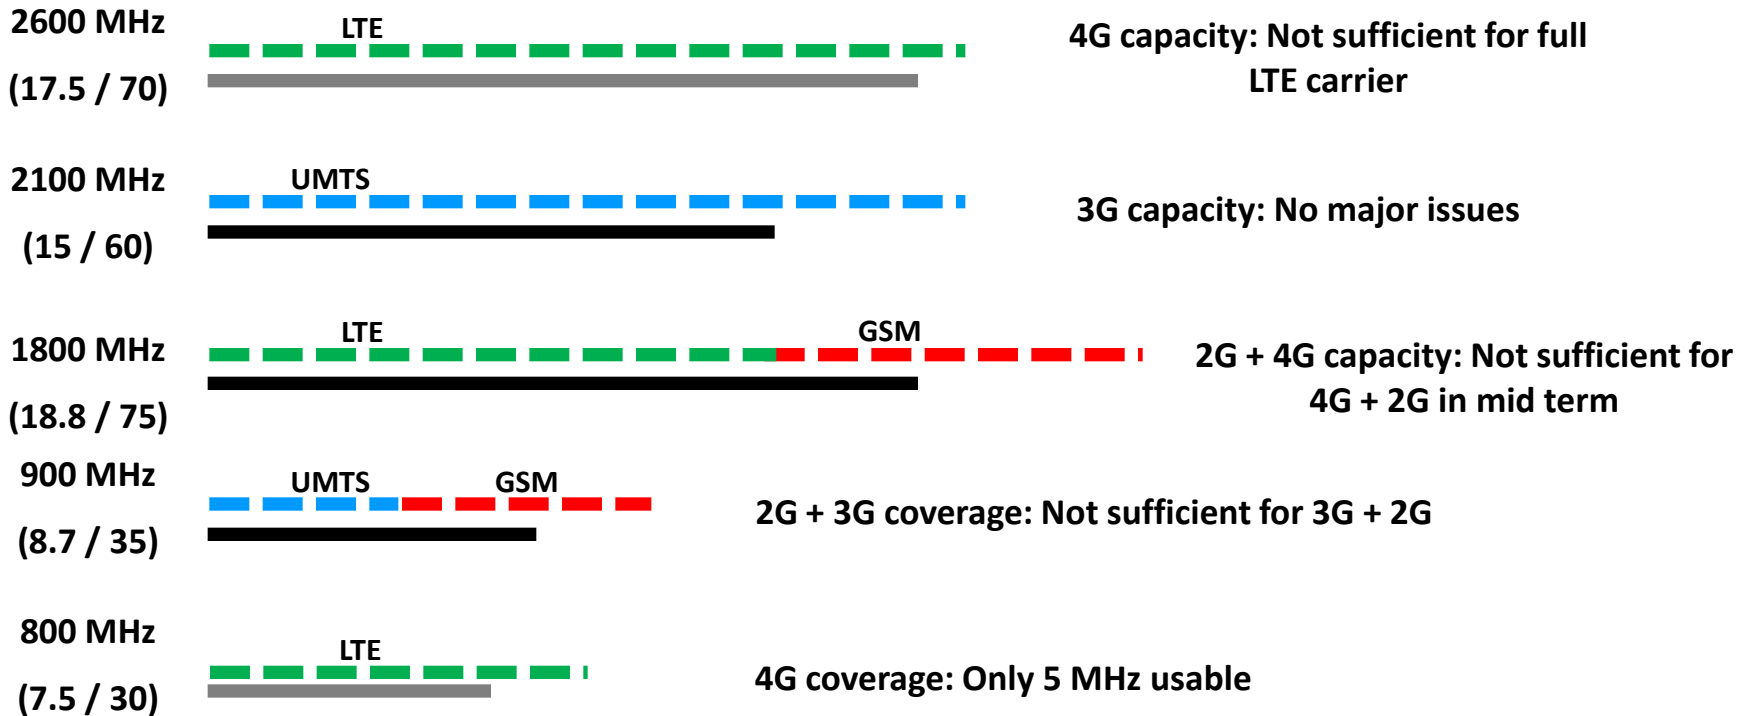 2600 MHz
(17.5 / 70)
LTE
4G capacity: Not sufficient for full
LTE carrier
2100 MHz
(15 / 60)
UMTS
3G capacity: No major issues
1800 MHz
(18.8 / 75)
LTE
GSM
2G + 4G capacity: Not sufficient for
4G + 2G in mid term
900 MHz
(8.7 / 35)
UMTS
GSM
2G + 3G coverage: Not sufficient for 3G + 2G
800 MHz
(7.5 / 30)
LTE
4G coverage: Only 5 MHz usable